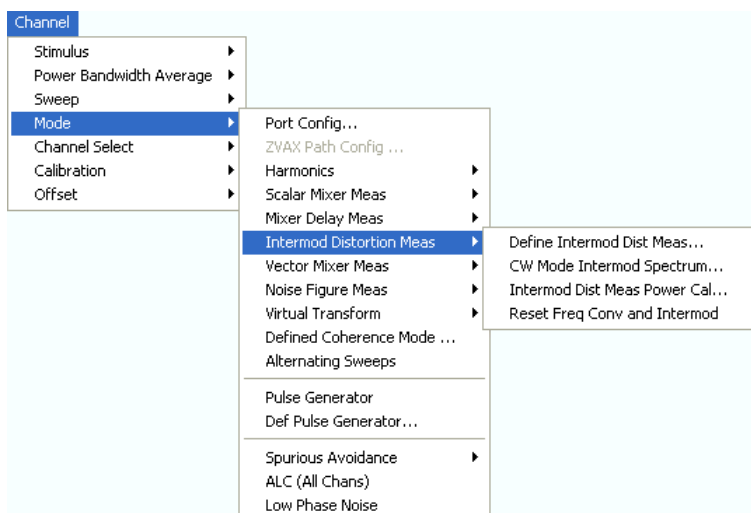 Channel
Stimulus
Power Bandwidth Average
Sweep
Mode
Channel Select
Calibration
Offset
Port Config...
ZVAX Path Config ...
Harmonics
Scalar Mixer Meas
Mixer Delay Meas
Intermod Distortion Meas
Vector Mixer Meas
Noise Figure Meas
Virtual Transform
Defined Coherence Mode ...
Alternating Sweeps
Pulse Generator
Def Pulse Generator...
Spurious Avoidance
ALC (All Chans)
Low Phase Noise
Define Intermod Dist Meas...
CW Mode Intermod Spectrum...
Intermod Dist Meas Power Cal...
Reset Freq Conv and Intermod